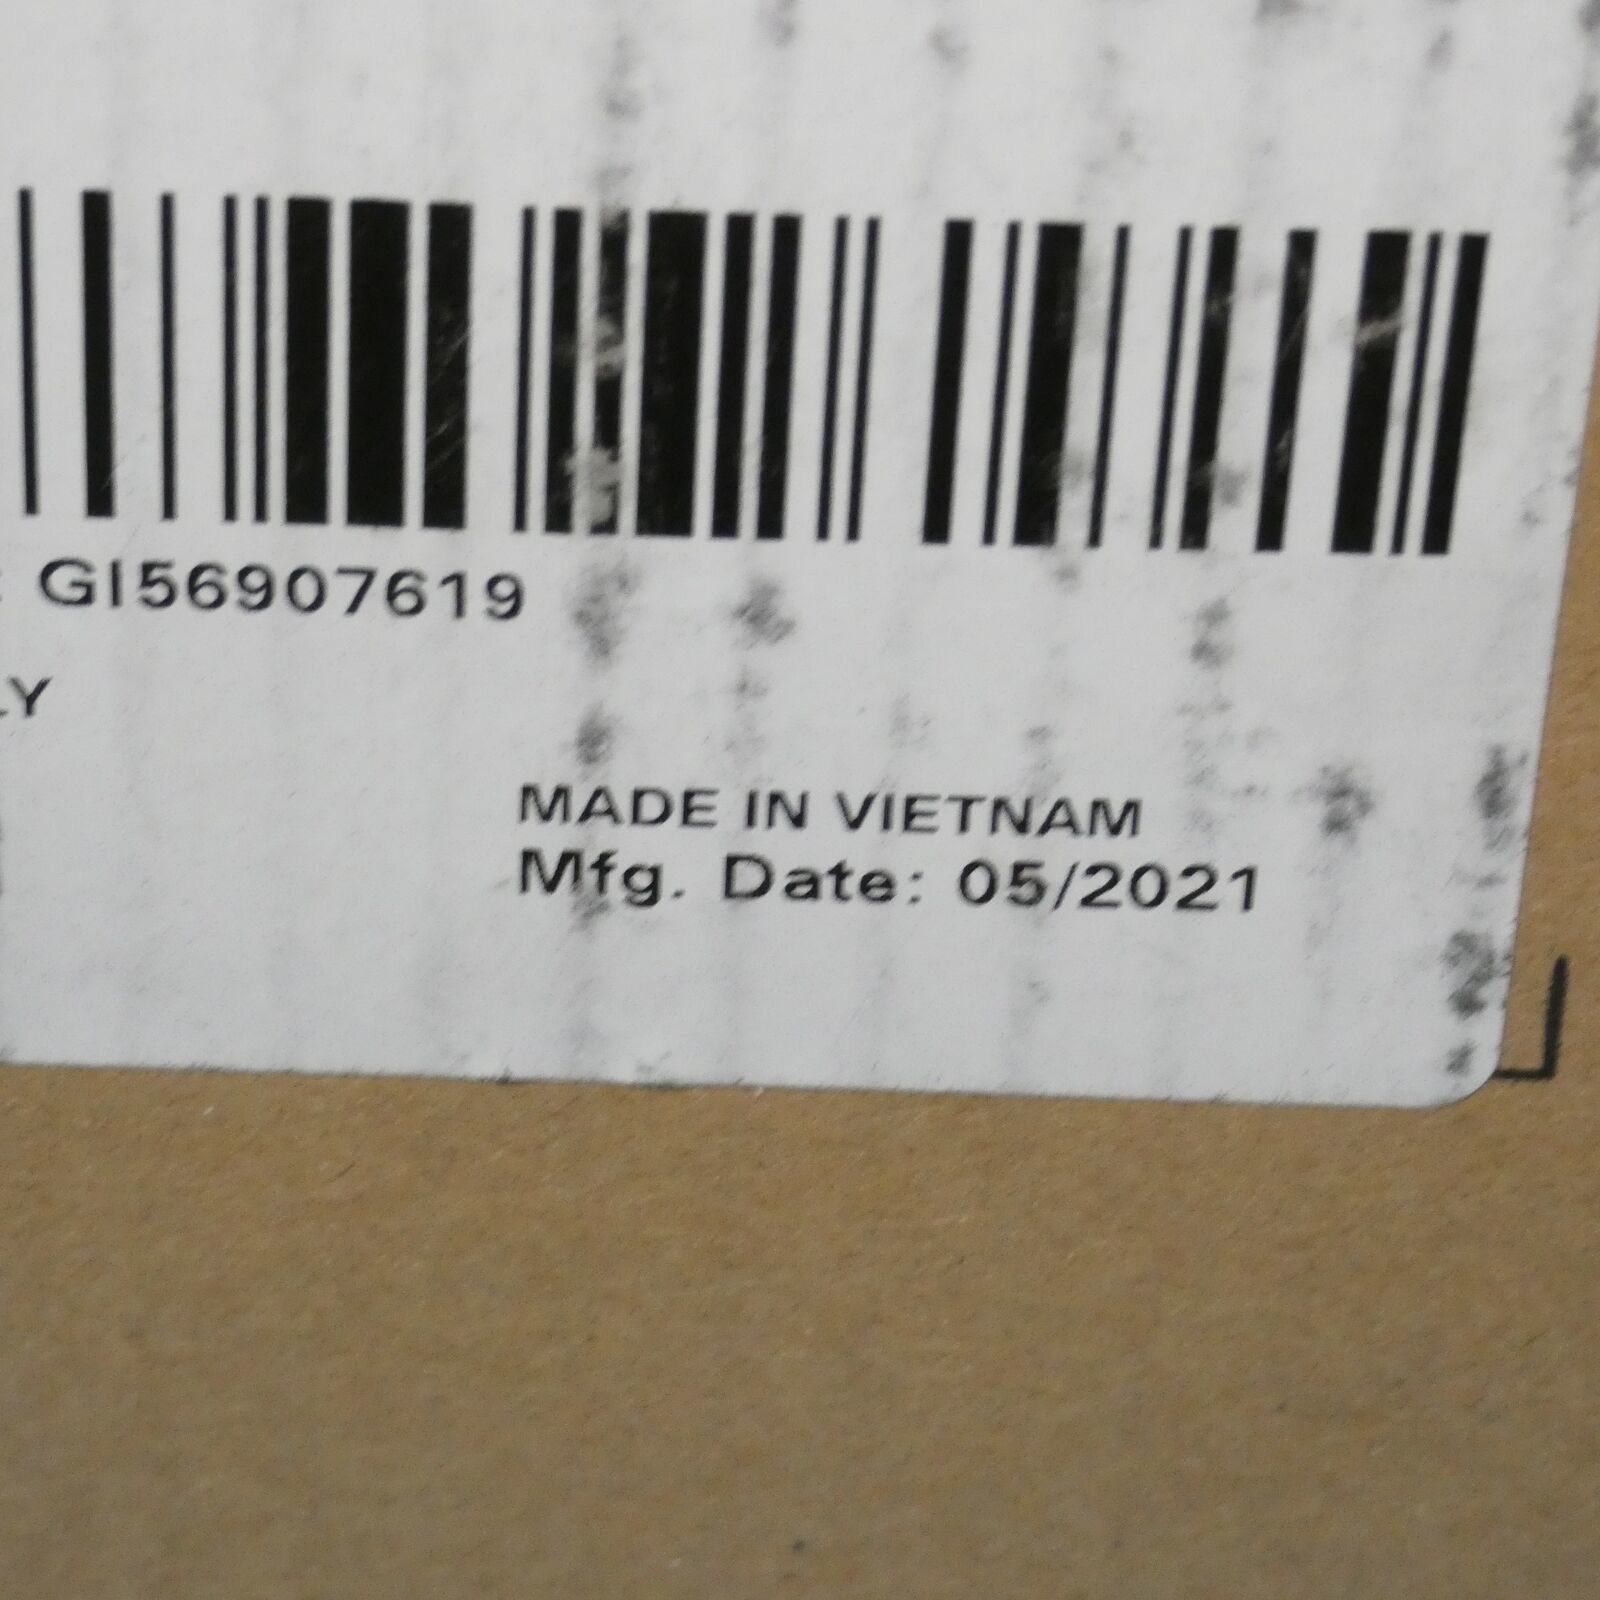 : GI56907619
LY
MADE IN VIETNAM
Mfg. Date: 05/2021